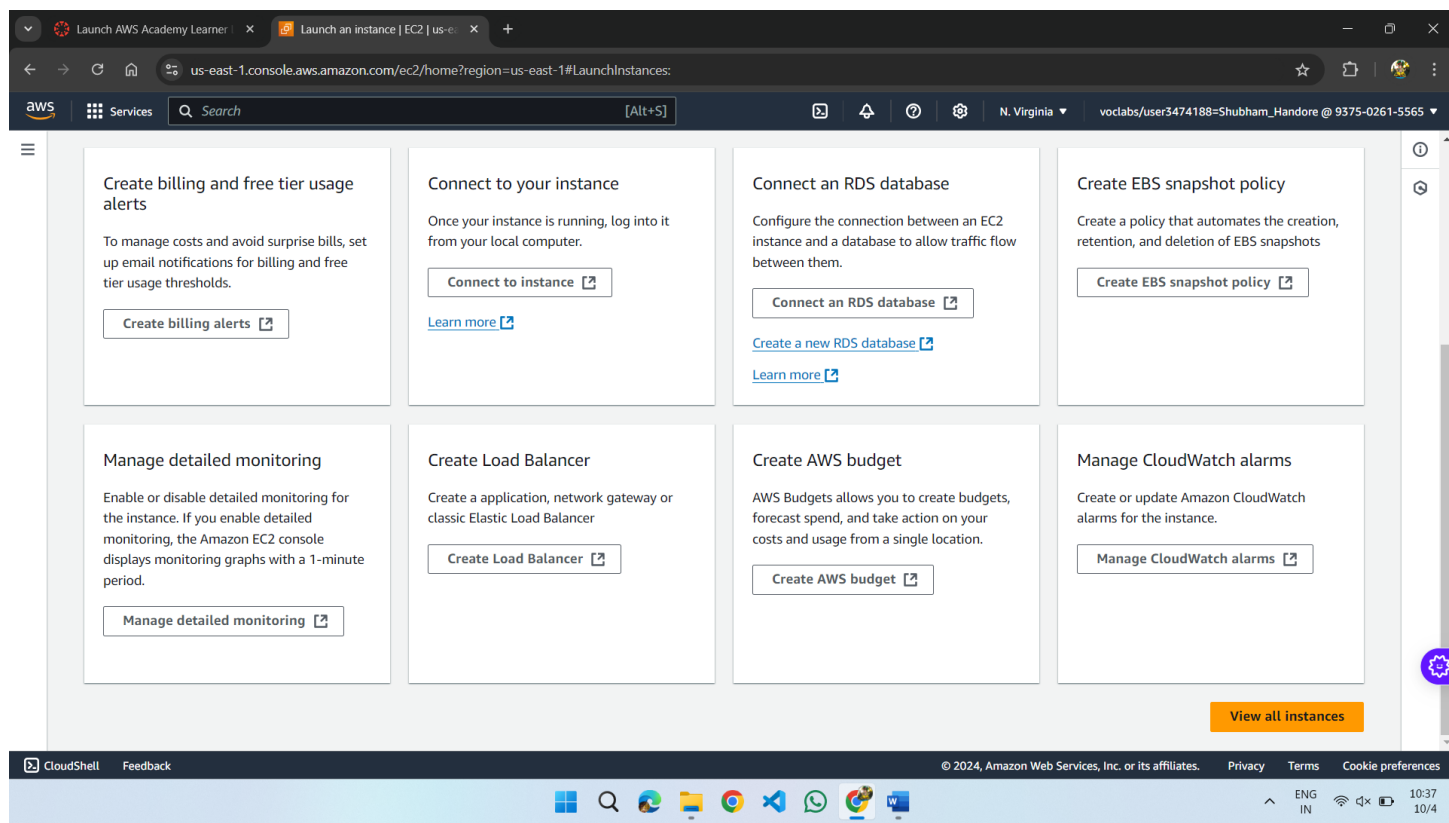 Launch AWS Academy Learner
Launch an instance | EC2 | us-ea
us-east-1.console.aws.amazon.com/ec2/home?region=us-east-1#LaunchInstances:
aws
Services
Search
[Alt+S]
N. Virginia
voclabs/user3474188=Shubham_Handore @ 9375-0261-5565
Create billing and free tier usage
alerts
To manage costs and avoid surprise bills, set
up email notifications for billing and free
tier usage thresholds.
Create billing alerts
Connect to your instance
Once your instance is running, log into it
from your local computer.
Connect to instance
Learn more
Connect an RDS database
Configure the connection between an EC2
instance and a database to allow traffic flow
between them.
Connect an RDS database
Create a new RDS database
Learn more
Create EBS snapshot policy
Create a policy that automates the creation,
retention, and deletion of EBS snapshots
Create EBS snapshot policy
Manage detailed monitoring
Enable or disable detailed monitoring for
the instance. If you enable detailed
monitoring, the Amazon EC2 console
displays monitoring graphs with a 1-minute
period.
Manage detailed monitoring
Create Load Balancer
Create a application, network gateway or
classic Elastic Load Balancer
Create Load Balancer
Create AWS budget
AWS Budgets allows you to create budgets,
forecast spend, and take action on your
costs and usage from a single location.
Create AWS budget
Manage CloudWatch alarms
Create or update Amazon CloudWatch
alarms for the instance.
Manage CloudWatch alarms
View all instances
CloudShell
Feedback
© 2024, Amazon Web Services, Inc. or its affiliates.
Privacy
Terms
Cookie preferences
ENG
IN
10:37
10/4